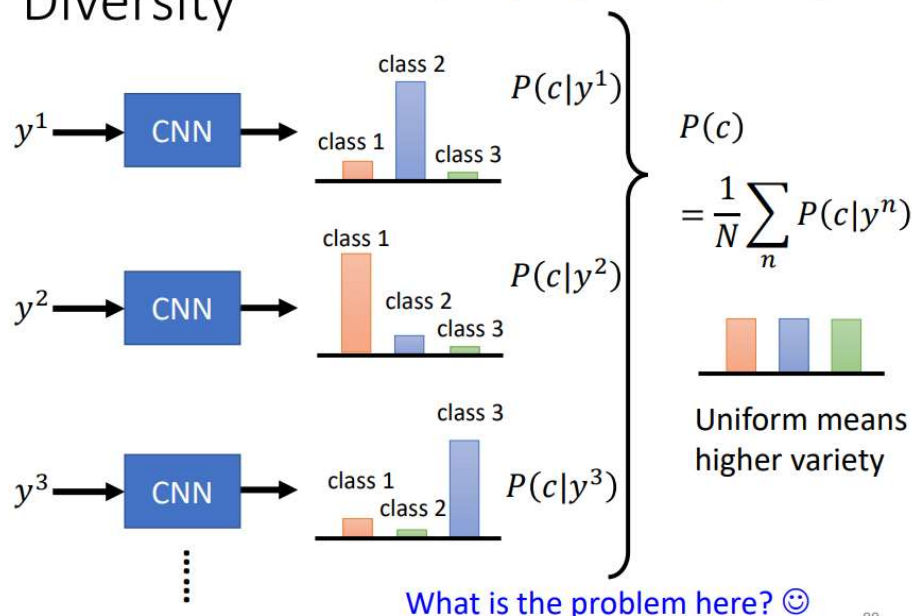 Diversity
y¹ CNN class 1 class 2 class 3 P(c|y¹)
y² CNN class 1 class 2 class 3 P(c|y²)
y³ CNN class 1 class 2 class 3 P(c|y³)
P(c)
= 1/N ∑ₙ P(c|yⁿ)
Uniform means
higher variety
What is the problem here? ☺